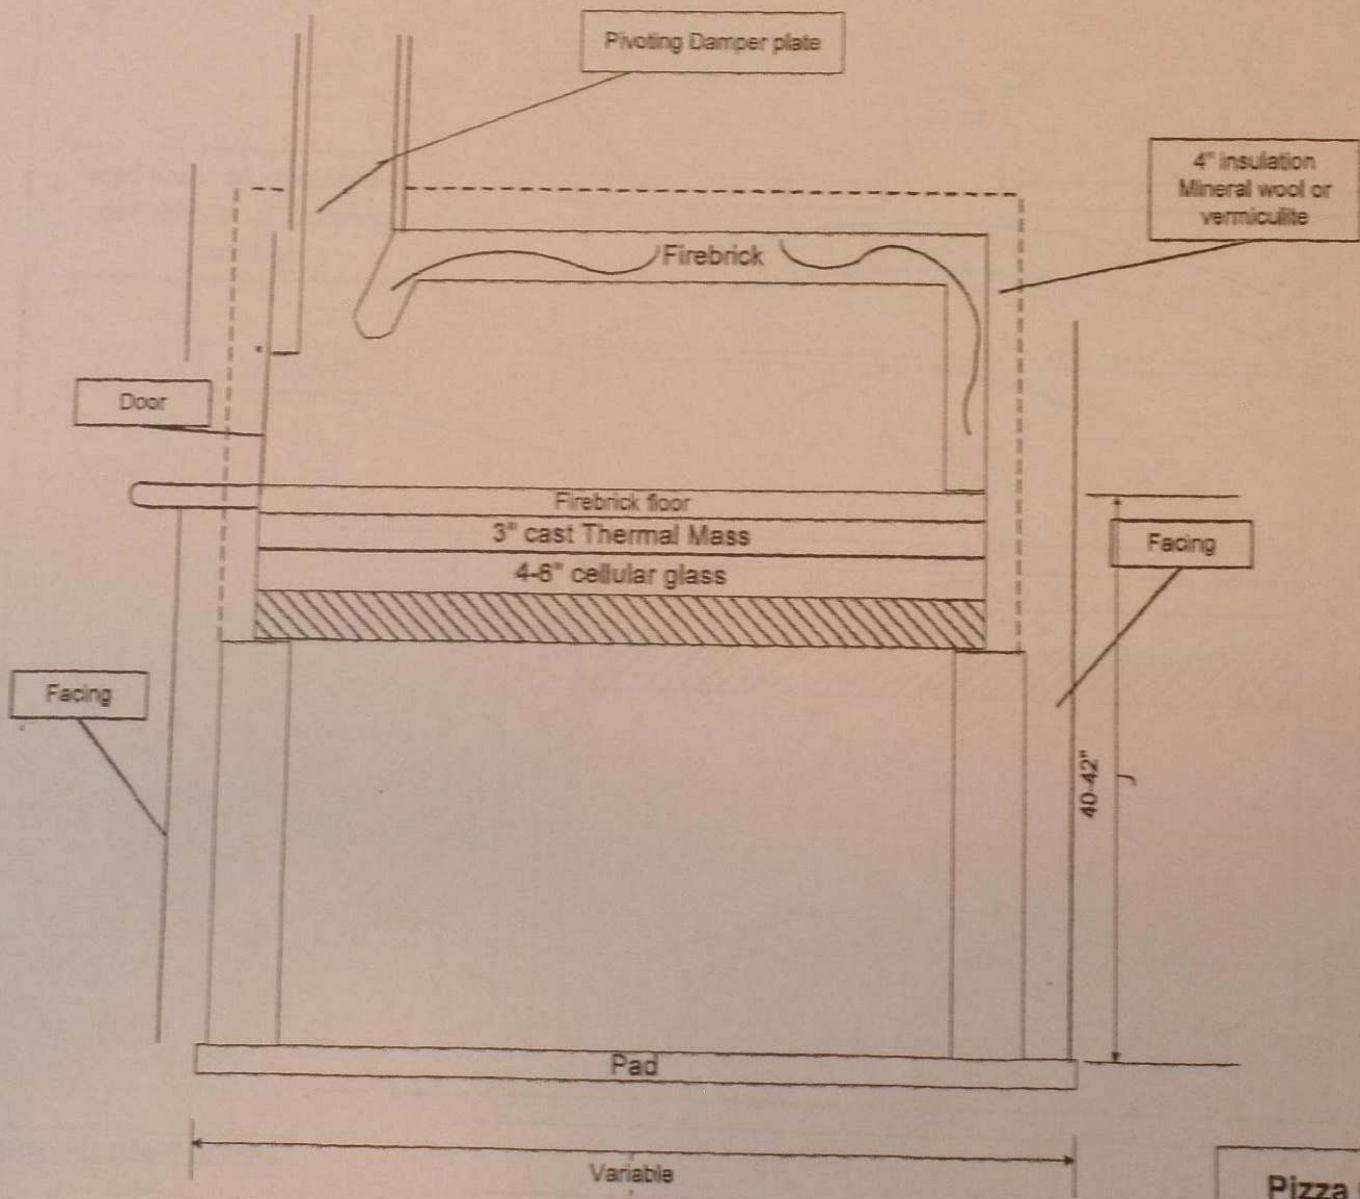 Pivoting Damper plate
4" insulation
Mineral wool or
vermiculite
Firebrick
Door
Firebrick floor
3" cast Thermal Mass
Facing
4-6" cellular glass
Facing
40-42"
Pad
Variable
Pizza